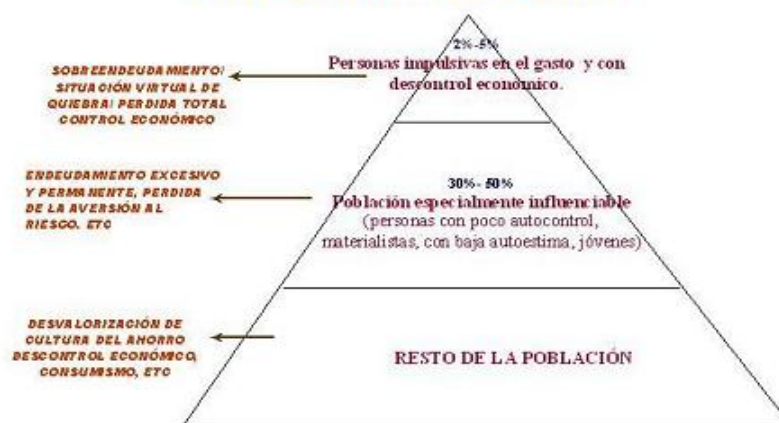 2%-5%
Personas impulsivas en el gasto y con
descontrol económico.
SOBREENDEUDAMIENTO/
SITUACIÓN VIRTUAL DE
QUIEBRA/ PERDIDA TOTAL
CONTROL ECONÓMICO
30%- 50%
Población especialmente influenciable
(personas con poco autocontrol,
materialistas, con baja autoestima, jóvenes)
ENDEUDAMIENTO EXCESIVO
Y PERMANENTE, PERDIDA
DE LA AVERSIÓN AL
RIESGO. ETC
RESTO DE LA POBLACIÓN
DESVALORIZACIÓN DE
CULTURA DEL AHORRO
DESCONTROL ECONÓMICO,
CONSUMISMO, ETC